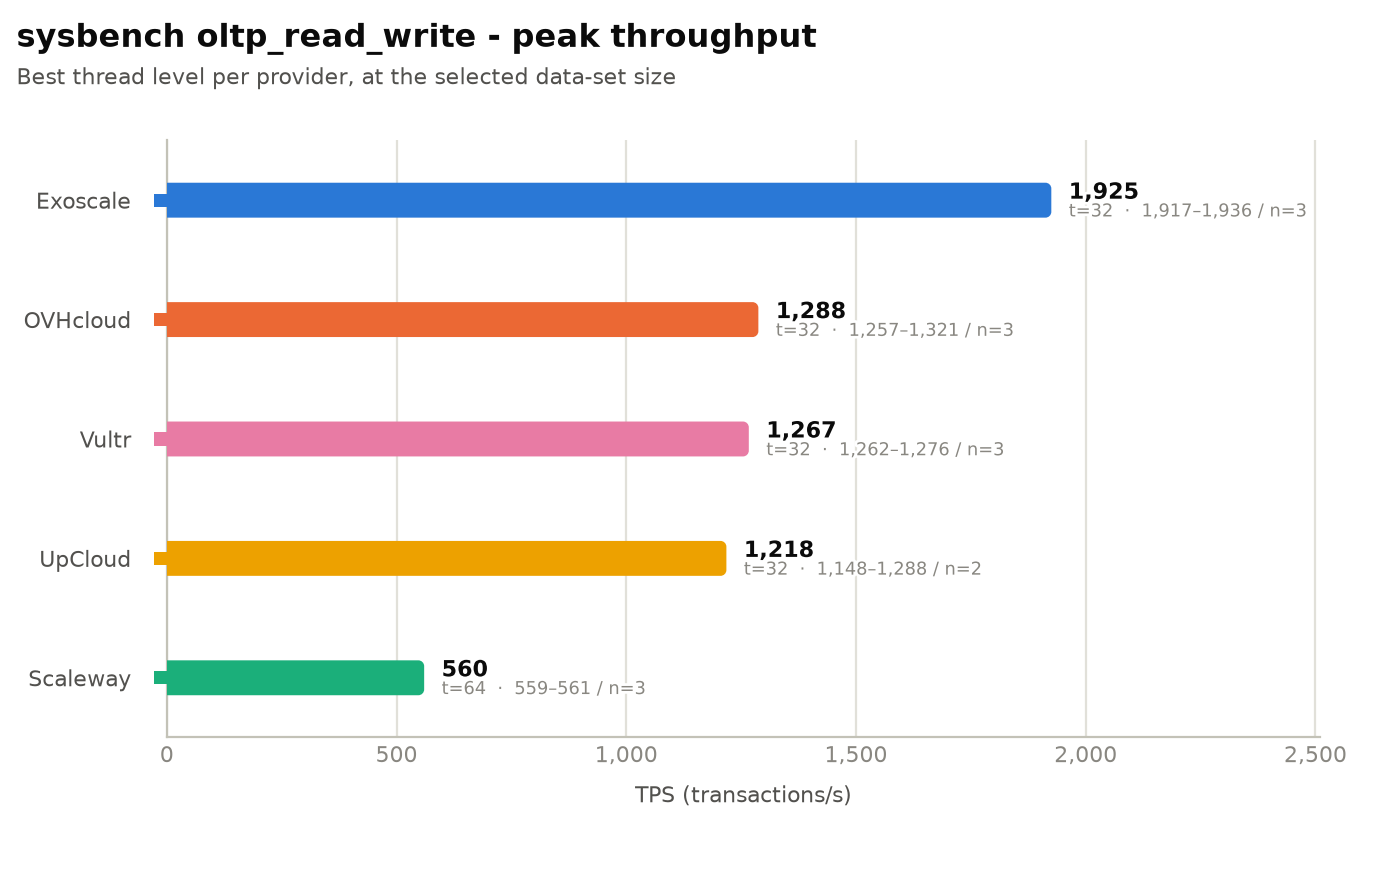 sysbench oltp_read_write - peak throughput
Best thread level per provider, at the selected data-set size
Exoscale
1,925
t=32 · 1,917–1,936 / n=3
OVHcloud
1,288
t=32 · 1,257–1,321 / n=3
Vultr
1,267
t=32 · 1,262–1,276 / n=3
UpCloud
1,218
t=32 · 1,148–1,288 / n=2
Scaleway
560
t=64 · 559–561 / n=3
0 500 1,000 1,500 2,000 2,500
TPS (transactions/s)